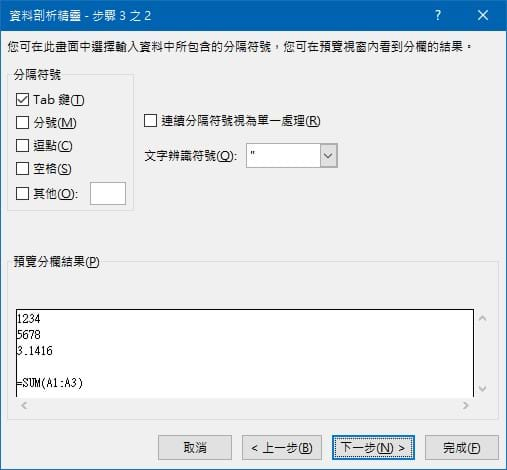 資料剖析精靈 - 步驟 3 之 2
您可在此畫面中選擇輸入資料中所包含的分隔符號，您可在預覽視窗內看到分欄的結果。
分隔符號
Tab 鍵(T)
分號(M)
逗點(C)
空格(S)
其他(O):
連續分隔符號視為單一處理(R)
文字辨識符號(Q): "
預覽分欄結果(P)
1234
5678
3.1416
=SUM(A1:A3)
取消
< 上一步(B)
下一步(N) >
完成(F)